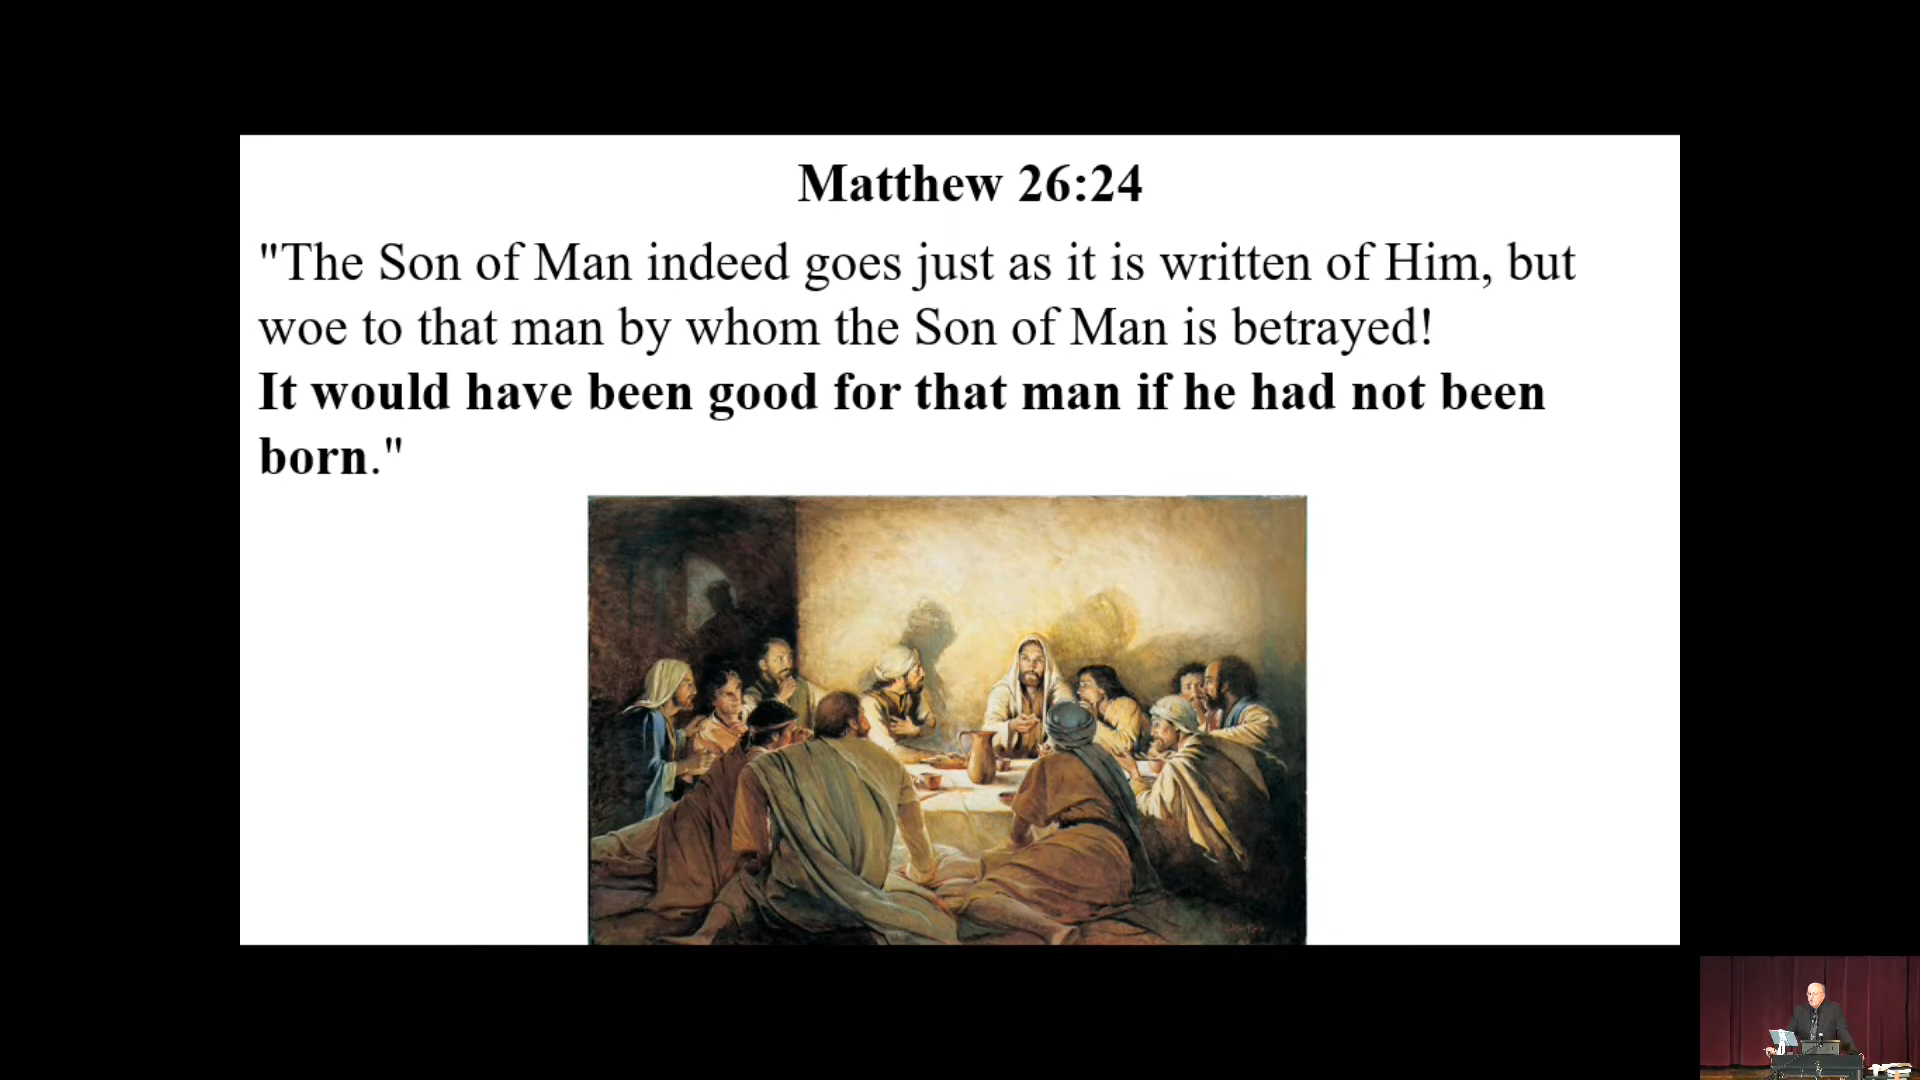 Matthew 26:24
"The Son of Man indeed goes just as it is written of Him, but
woe to that man by whom the Son of Man is betrayed!
It would have been good for that man if he had not been
born."